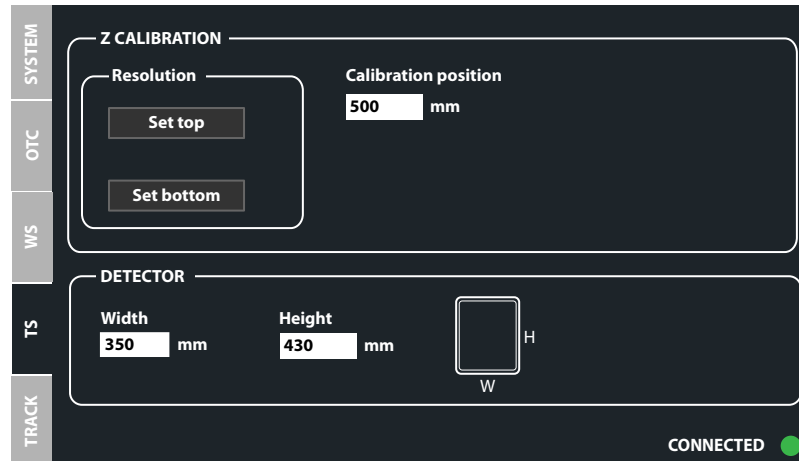 SYSTEM
OTC
WS
TS
TRACK
Z CALIBRATION
Resolution
Set top
Set bottom
Calibration position
500 mm
DETECTOR
Width
350 mm
Height
430 mm
H
W
CONNECTED